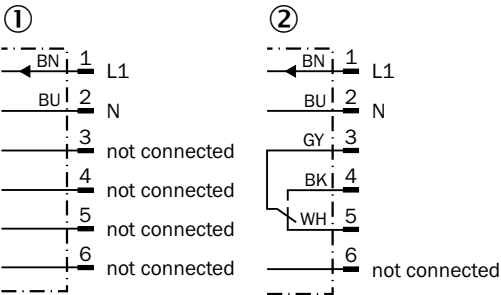 ①
BN 1 L1
BU 2 N
3 not connected
4 not connected
5 not connected
6 not connected
②
BN 1 L1
BU 2 N
GY 3
BK 4
WH 5
6 not connected